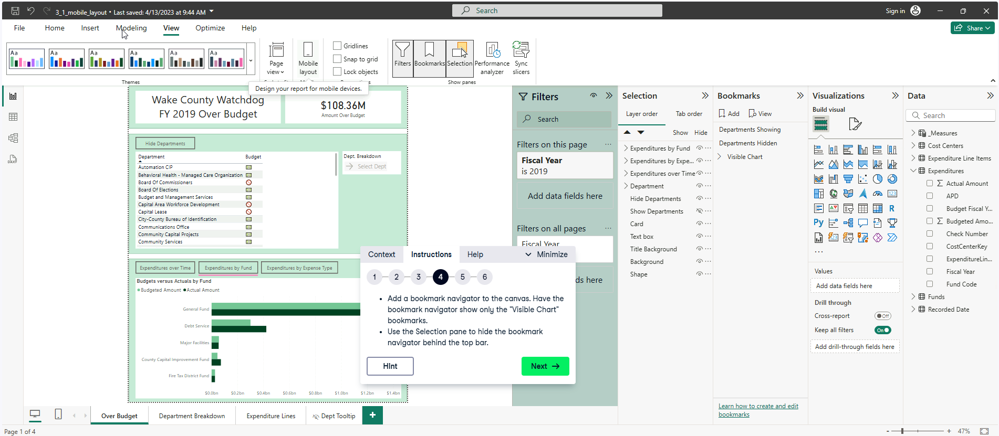 3_1_mobile_layout • Last saved: 4/13/2023 at 9:44 AM
Search
Sign in
File Home Insert Modeling View Optimize Help
Share
Aa Aa Aa Aa Aa Aa
Themes
Page view
Mobile layout
Gridlines
Snap to grid
Lock objects
Filters
Bookmarks
Selection
Performance analyzer
Sync slicers
Show panes
Design your report for mobile devices.
Wake County Watchdog
FY 2019 Over Budget
$108.36M
Amount Over Budget
Hide Departments
Department Budget
Automation CIP
Behavioral Health - Managed Care Organization
Board Of Commissioners
Board Of Elections
Budget and Management Services
Capital Area Workforce Development
Capital Lease
City-County Bureau of Identification
Communications Office
Community Capital Projects
Community Services
Dept. Breakdown
Select Dept
Expenditures over Time
Expenditures by Fund
Expenditures by Expense Type
Budgets versus Actuals by Fund
Budgeted Amount Actual Amount
General Fund
Debt Service
Major Facilities
County Capital Improvement Fund
Fire Tax District Fund
$0.0bn $0.2bn $0.4bn $0.6bn $0.8bn $1.0bn $1.2bn $1.4bn
Filters
Search
Filters on this page ...
Fiscal Year
is 2019
Add data fields here
Filters on all pages ...
Fiscal Year
ds here
Context Instructions Help Minimize
1 2 3 4 5 6
• Add a bookmark navigator to the canvas. Have the
bookmark navigator show only the "Visible Chart"
bookmarks.
• Use the Selection pane to hide the bookmark
navigator behind the top bar.
Hint
Next
Selection
Layer order Tab order
Show Hide
Expenditures by Fund
Expenditures by Expe...
Expenditures over Time
Department
Hide Departments
Show Departments
Card
Text box
Title Background
Background
Shape
Bookmarks
Add View
Departments Showing
Departments Hidden
Visible Chart
Learn how to create and edit
bookmarks
Visualizations
Build visual
123
R
Py
123
...
Values
Add data fields here
Drill through
Cross-report Off
Keep all filters On
Add drill-through fields here
Data
Search
_Measures
Cost Centers
Expenditure Line Items
Expenditures
Σ Actual Amount
APD
Budget Fiscal Y...
Σ Budgeted Amo...
Check Number
CostCenterKey
ExpenditureLin...
Fiscal Year
Fund Code
Funds
Recorded Date
DAX
Over Budget
Department Breakdown
Expenditure Lines
Dept Tooltip
+
Page 1 of 4
- + 47%